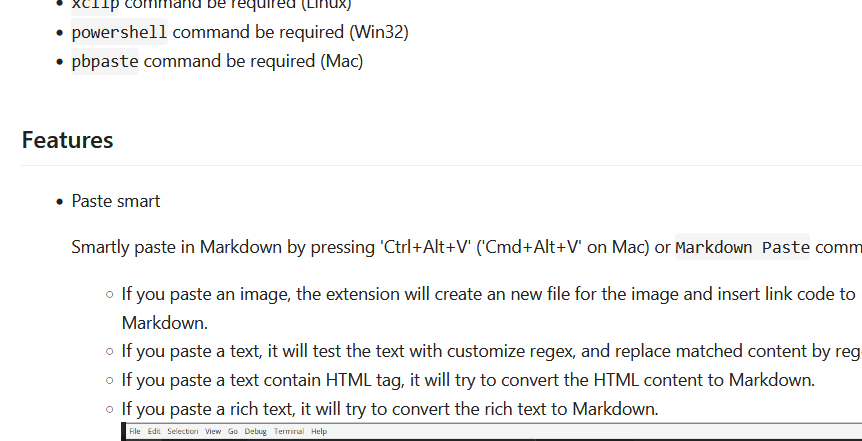 xclip command be required (Linux)
powershell command be required (Win32)
pbpaste command be required (Mac)
Features
Paste smart
Smartly paste in Markdown by pressing 'Ctrl+Alt+V' ('Cmd+Alt+V' on Mac) or Markdown Paste comm
If you paste an image, the extension will create an new file for the image and insert link code to
Markdown.
If you paste a text, it will test the text with customize regex, and replace matched content by reg
If you paste a text contain HTML tag, it will try to convert the HTML content to Markdown.
If you paste a rich text, it will try to convert the rich text to Markdown.
File Edit Selection View Go Debug Terminal Help